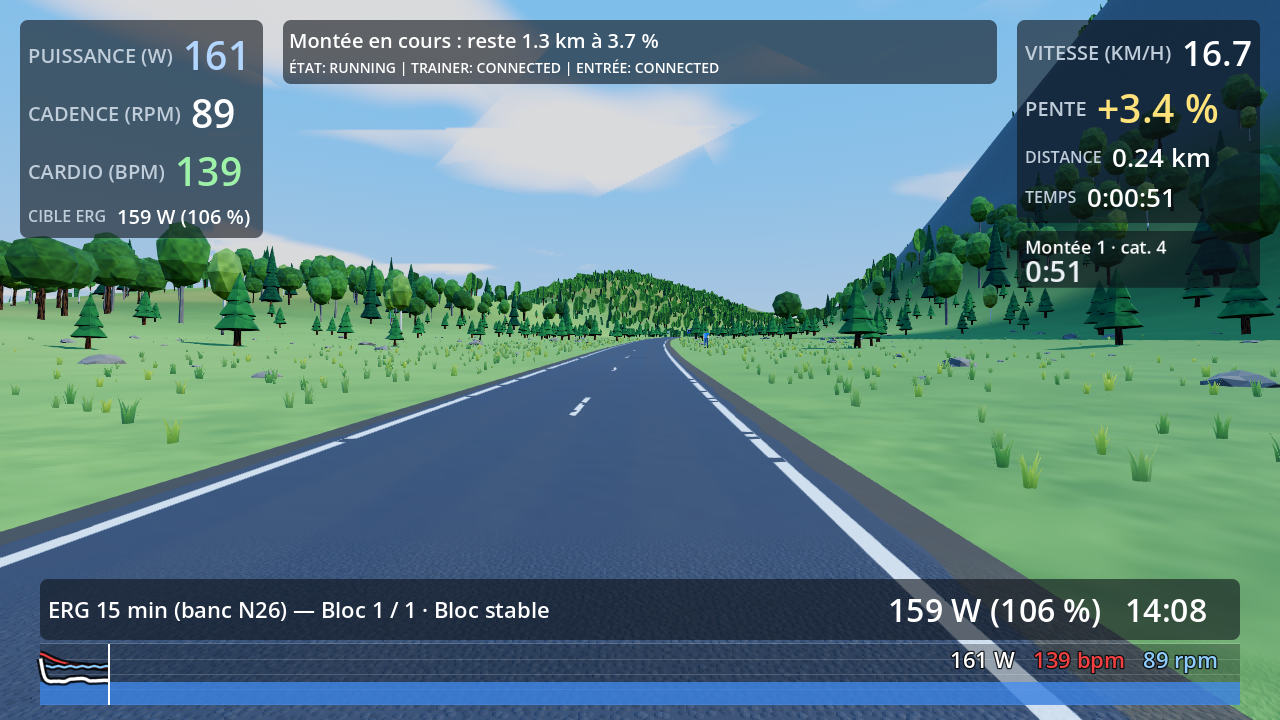 PUISSANCE (W) 161
CADENCE (RPM) 89
CARDIO (BPM) 139
CIBLE ERG 159 W (106 %)
Montée en cours : reste 1.3 km à 3.7 %
ÉTAT: RUNNING | TRAINER: CONNECTED | ENTRÉE: CONNECTED
VITESSE (KM/H) 16.7
PENTE +3.4 %
DISTANCE 0.24 km
TEMPS 0:00:51
Montée 1 · cat. 4
0:51
ERG 15 min (banc N26) — Bloc 1 / 1 · Bloc stable 159 W (106 %) 14:08
161 W 139 bpm 89 rpm